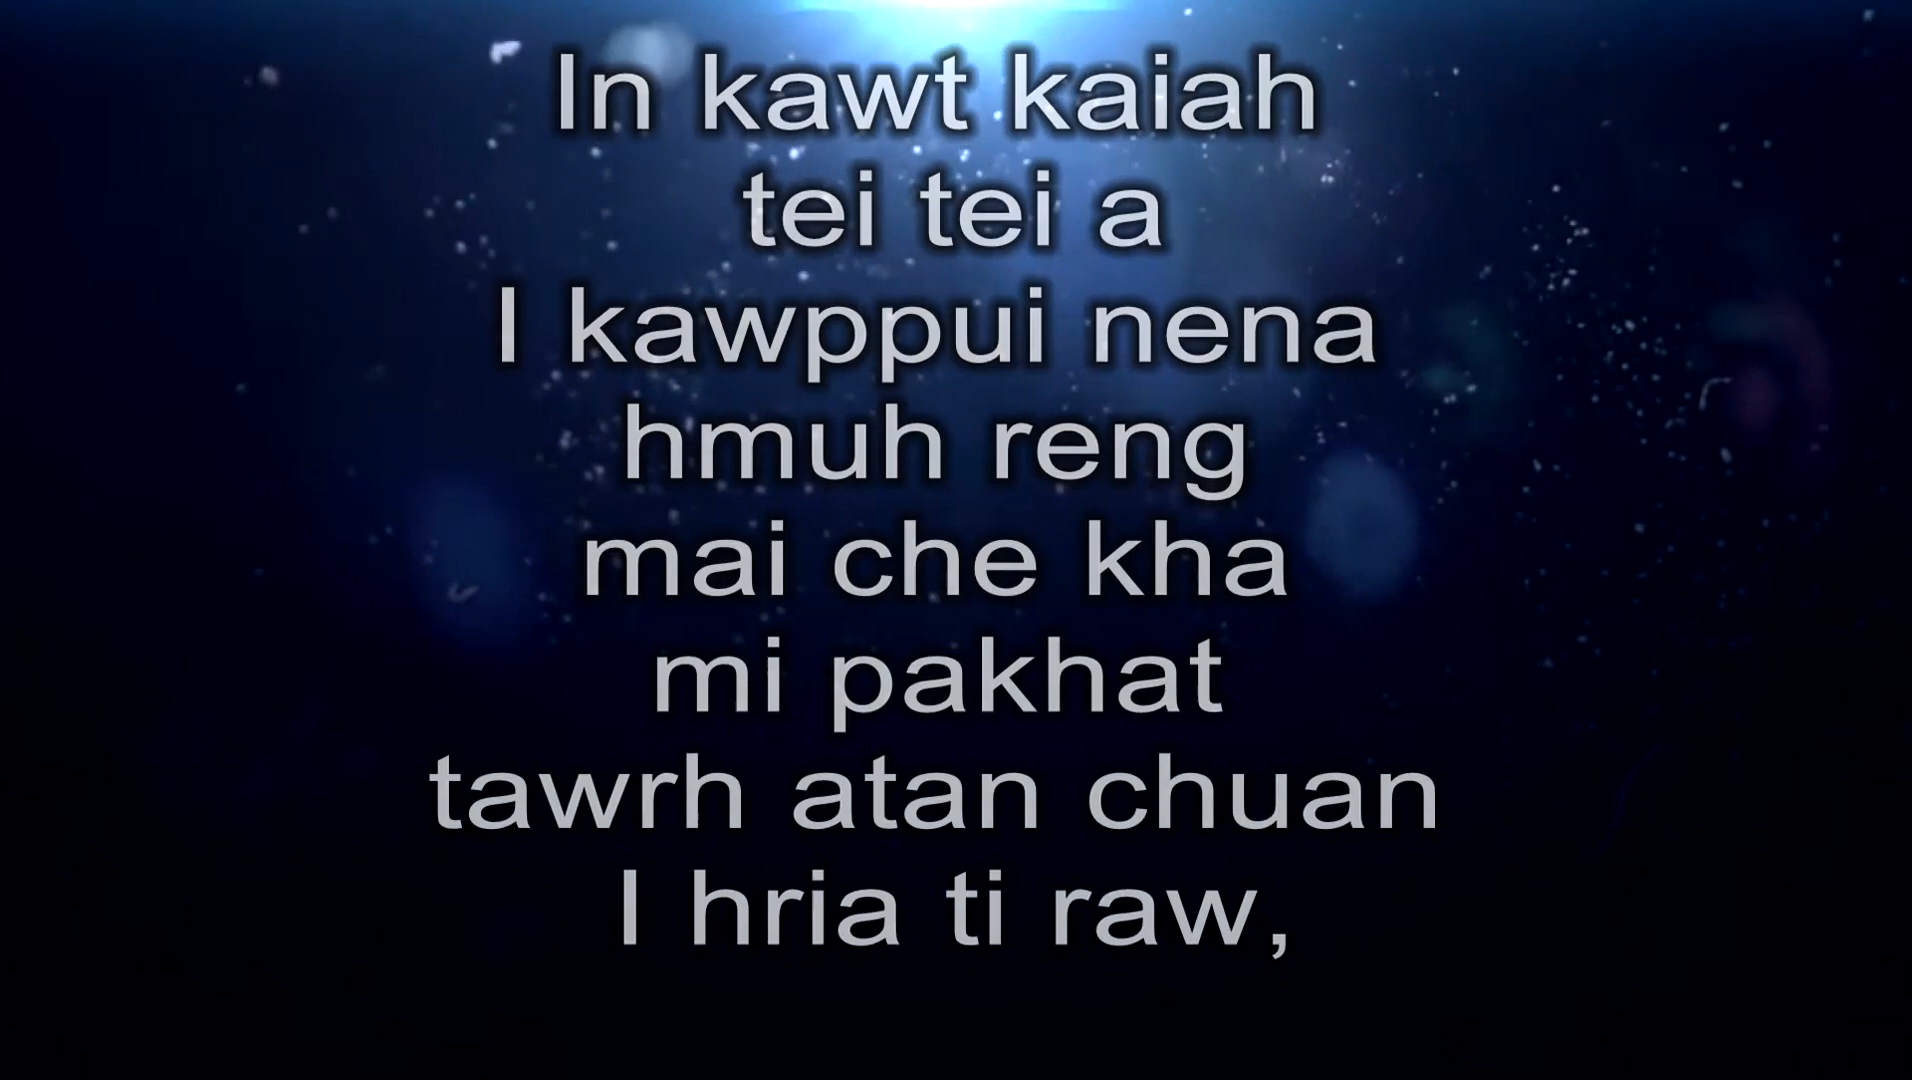 In kawt kaiah
tei tei a
I kawppui nena
hmuh reng
mai che kha
mi pakhat
tawrh atan chuan
I hria ti raw,